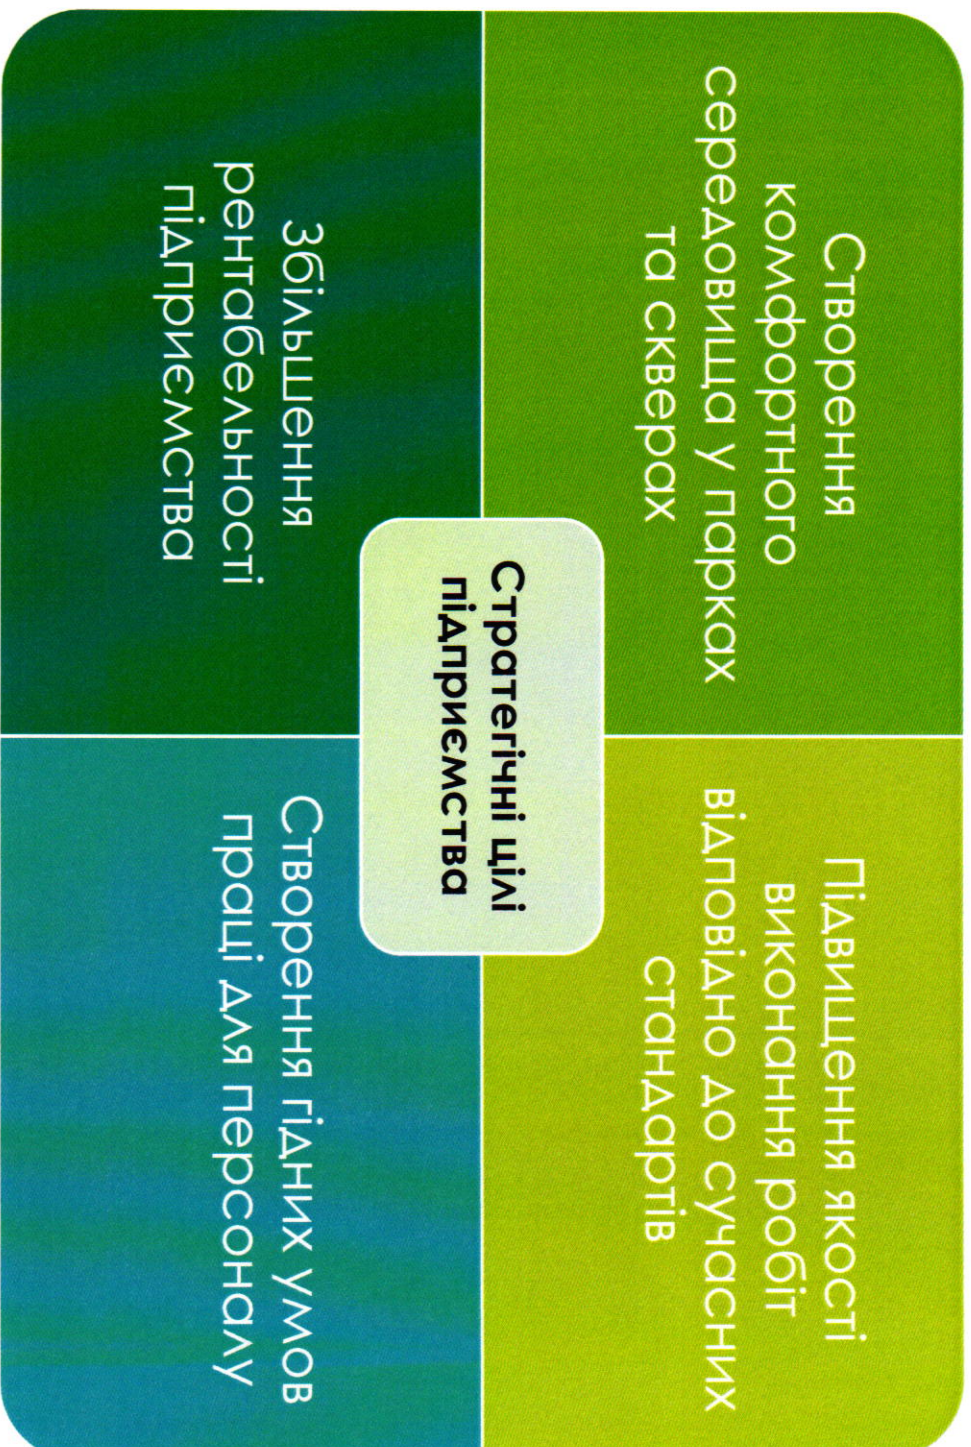 Створення
комфортного
середовища у парках
та скверах
Підвищення якості
виконання робіт
відповідно до сучасних
стандартів
Стратегічні цілі
підприємства
Збільшення
рентабельності
підприємства
Створення гідних умов
праці для персоналу